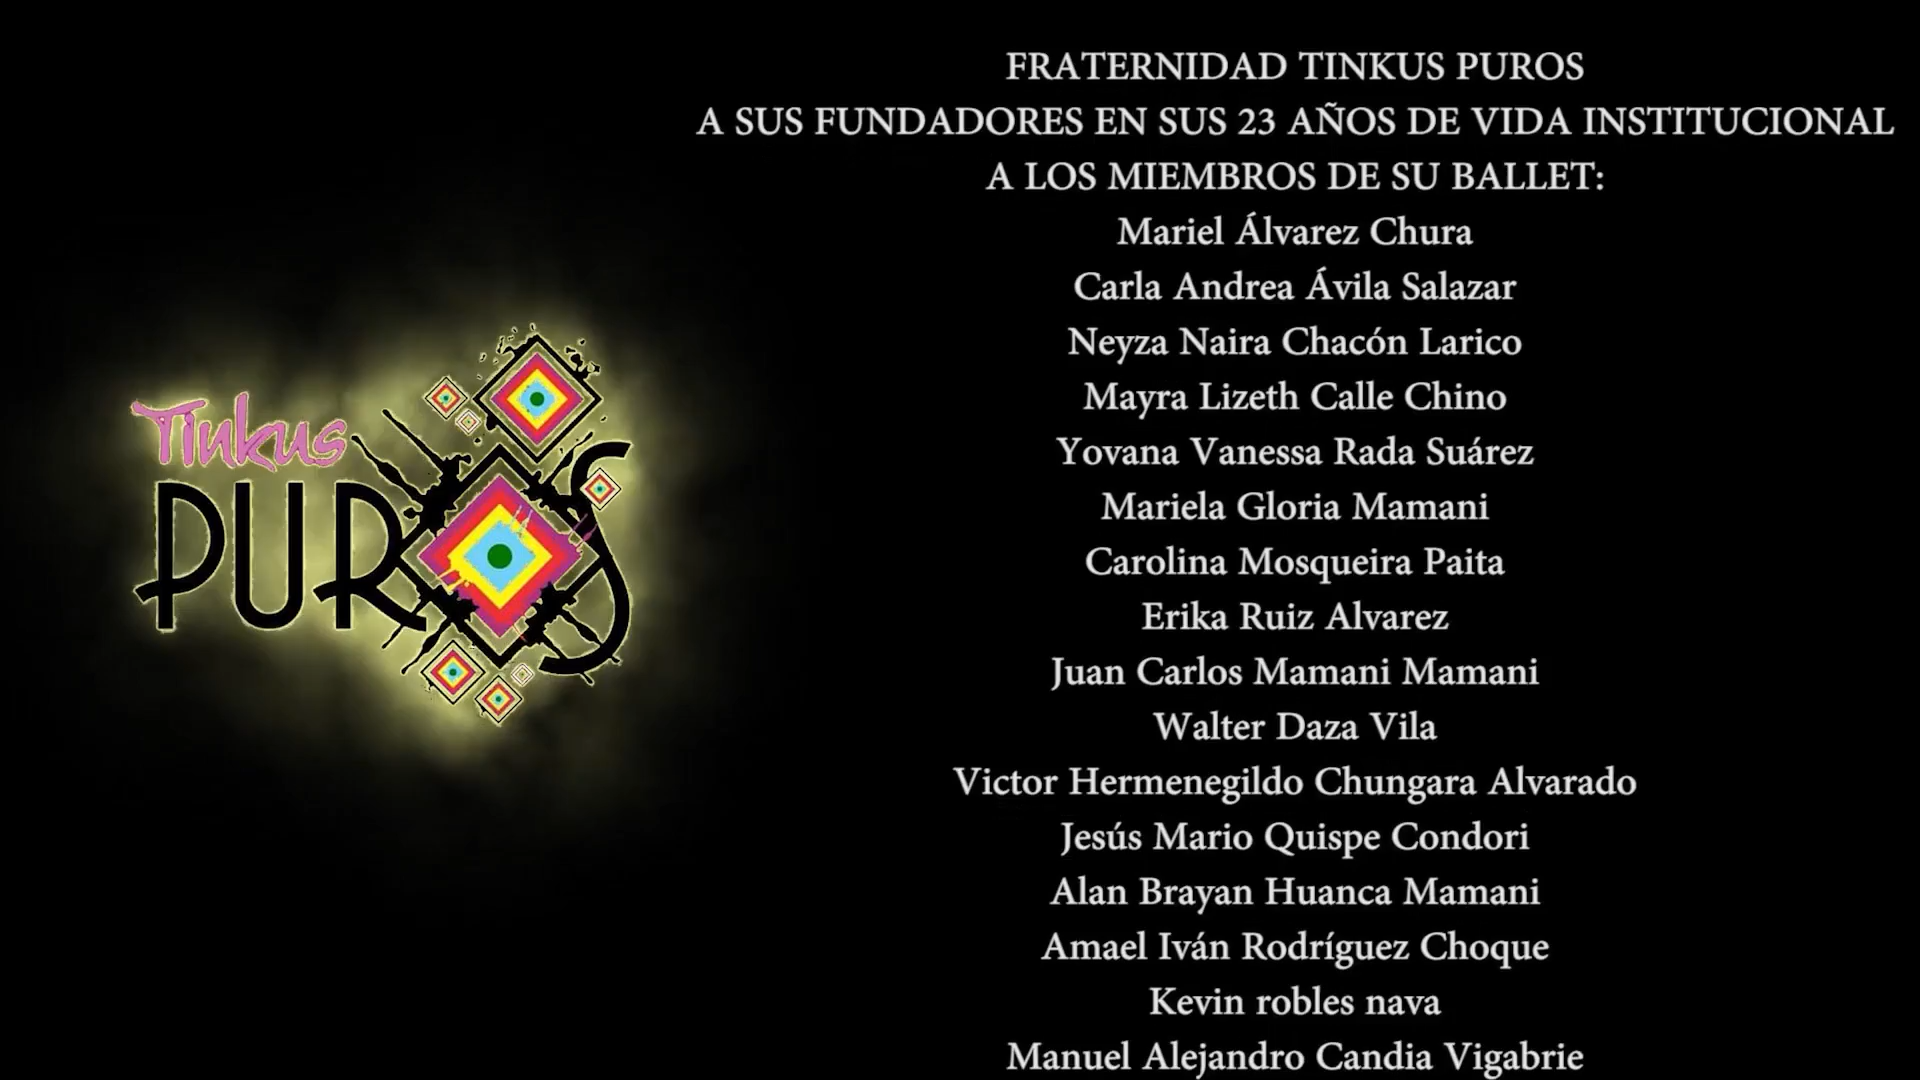 Tinkus
PUROS
FRATERNIDAD TINKUS PUROS
A SUS FUNDADORES EN SUS 23 AÑOS DE VIDA INSTITUCIONAL
A LOS MIEMBROS DE SU BALLET:
Mariel Álvarez Chura
Carla Andrea Ávila Salazar
Neyza Naira Chacón Larico
Mayra Lizeth Calle Chino
Yovana Vanessa Rada Suárez
Mariela Gloria Mamani
Carolina Mosqueira Paita
Erika Ruiz Alvarez
Juan Carlos Mamani Mamani
Walter Daza Vila
Victor Hermenegildo Chungara Alvarado
Jesús Mario Quispe Condori
Alan Brayan Huanca Mamani
Amael Iván Rodríguez Choque
Kevin robles nava
Manuel Alejandro Candia Vigabrie